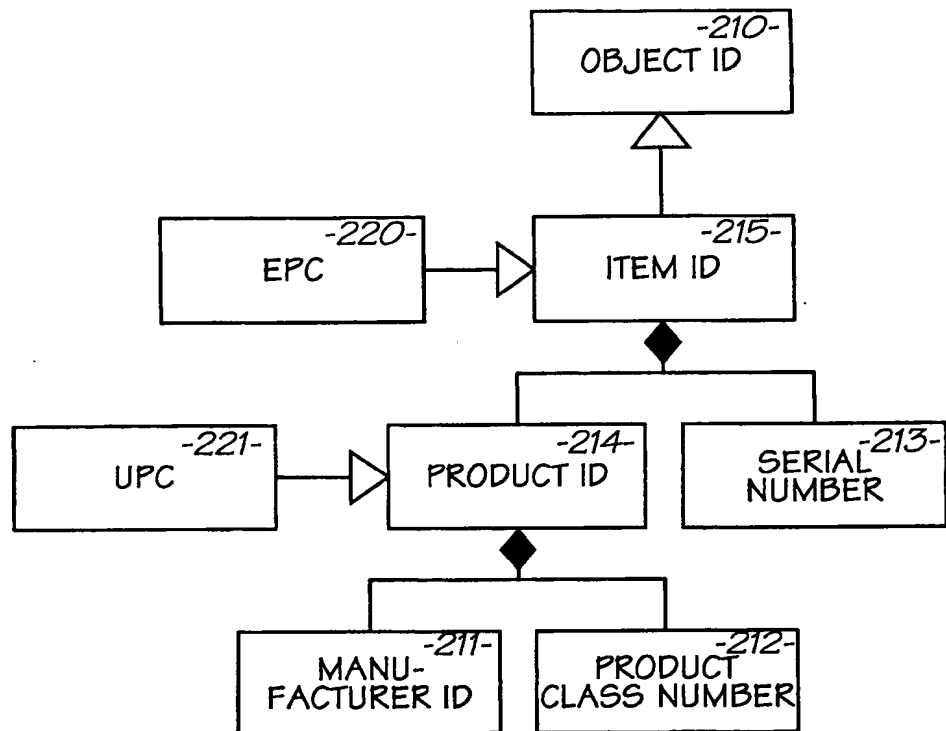 -210-
OBJECT ID
-220-
EPC
-215-
ITEM ID
-221-
UPC
-214-
PRODUCT ID
-213-
SERIAL
NUMBER
-211-
MANU-
FACTURER ID
-212-
PRODUCT
CLASS NUMBER